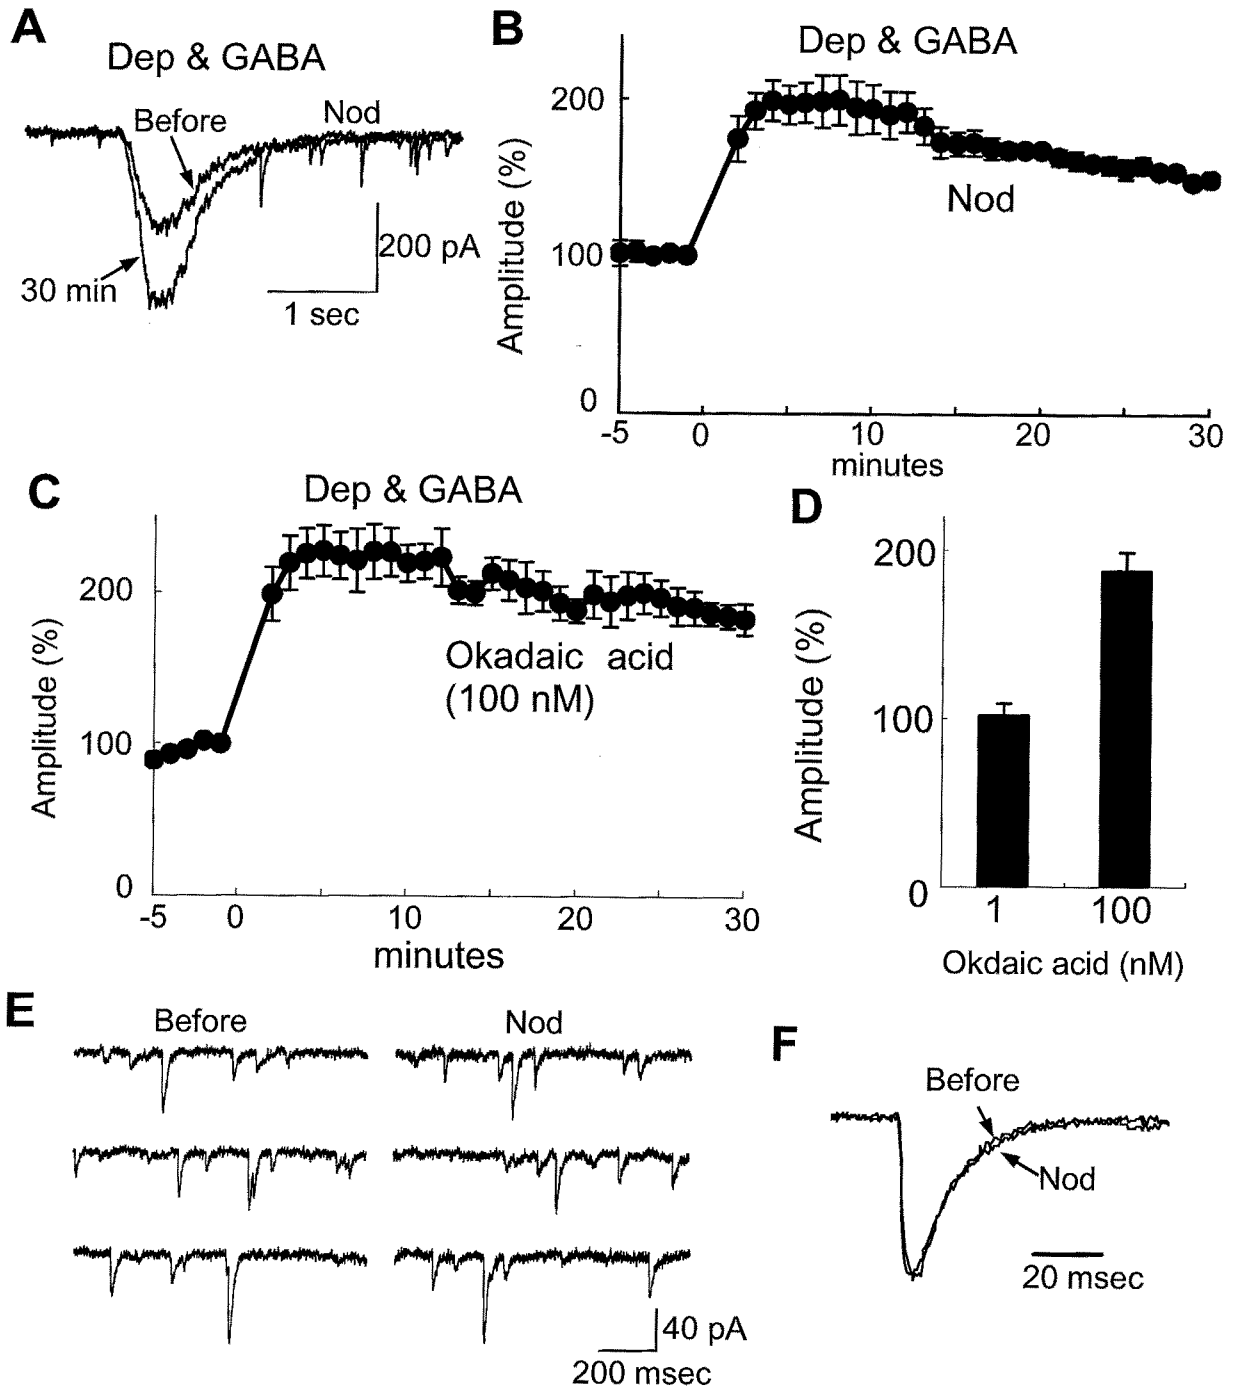 A
Dep & GABA
Before
Nod
30 min
200 pA
1 sec
B
Dep & GABA
Amplitude (%)
200
100
0
Nod
-5
0
10
20
30
minutes
C
Dep & GABA
Amplitude (%)
200
100
0
Okadaic acid
(100 nM)
-5
0
10
20
30
minutes
D
Amplitude (%)
200
100
0
1
100
Okdaic acid (nM)
E
Before
Nod
40 pA
200 msec
F
Before
Nod
20 msec